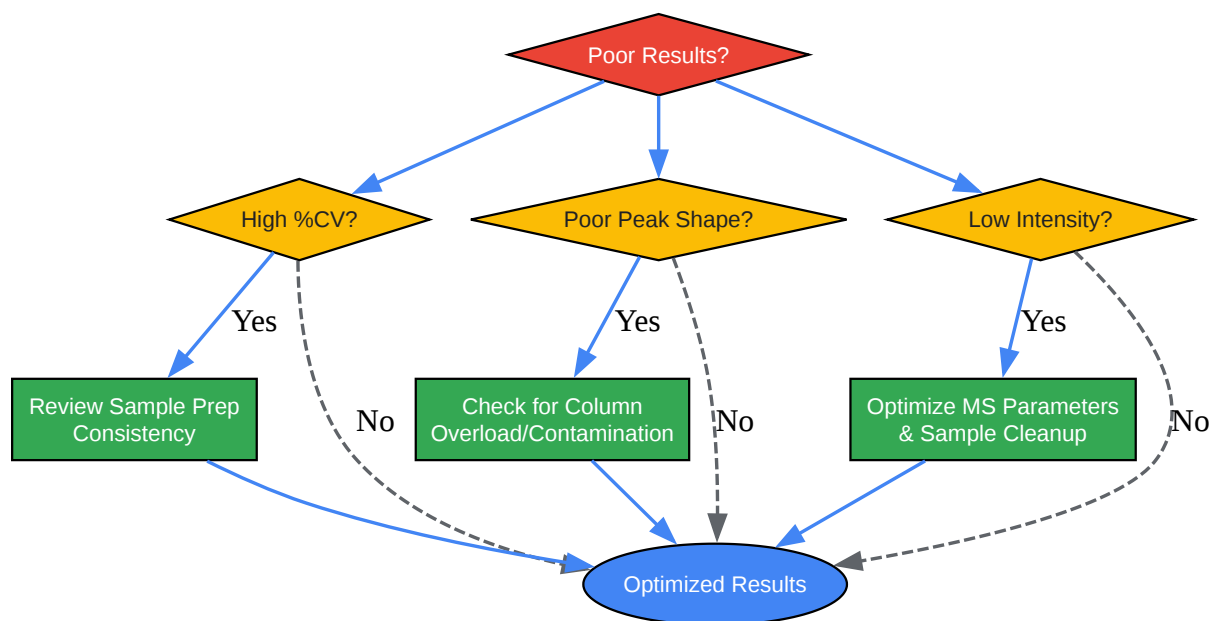 Poor Results?
High %CV?
Poor Peak Shape?
Low Intensity?
Yes
Yes
Yes
Review Sample Prep
Consistency
No
Check for Column
Overload/Contamination
No
Optimize MS Parameters
& Sample Cleanup
No
Optimized Results